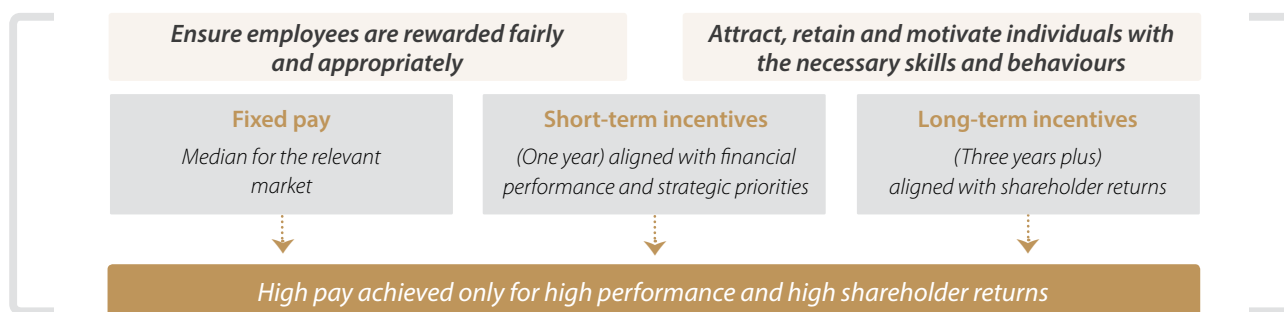 Ensure employees are rewarded fairly
and appropriately
Attract, retain and motivate individuals with
the necessary skills and behaviours
Fixed pay
Median for the relevant
market
Short-term incentives
(One year) aligned with financial
performance and strategic priorities
Long-term incentives
(Three years plus)
aligned with shareholder returns
High pay achieved only for high performance and high shareholder returns